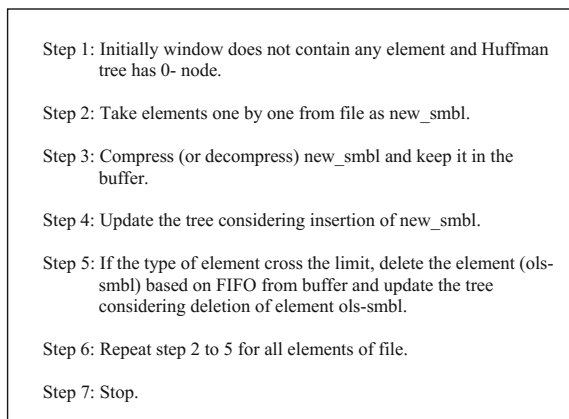 Step 1: Initially window does not contain any element and Huffman
tree has 0- node.
Step 2: Take elements one by one from file as new_smbl.
Step 3: Compress (or decompress) new_smbl and keep it in the
buffer.
Step 4: Update the tree considering insertion of new_smbl.
Step 5: If the type of element cross the limit, delete the element (ols-
smbl) based on FIFO from buffer and update the tree
considering deletion of element ols-smbl.
Step 6: Repeat step 2 to 5 for all elements of file.
Step 7: Stop.